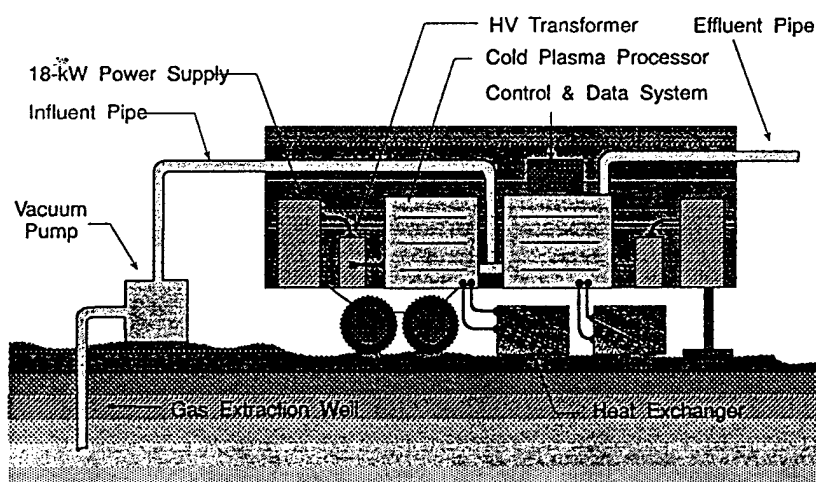 HV Transformer
Effluent Pipe
18-kW Power Supply
Cold Plasma Processor
Influent Pipe
Control & Data System
Vacuum
Pump
Gas Extraction Well
Heat Exchanger